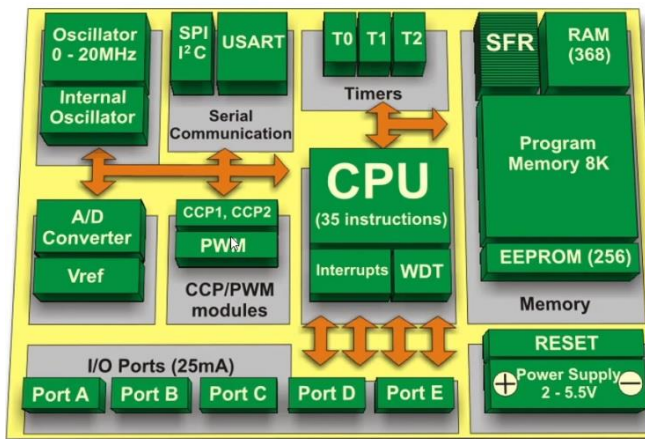 Oscillator
0 - 20MHz
Internal
Oscillator
SPI
I²C
USART
Serial
Communication
T0
T1
T2
Timers
SFR
RAM
(368)
Program
Memory 8K
EEPROM (256)
Memory
A/D
Converter
Vref
CCP1, CCP2
PWM
CCP/PWM
modules
CPU
(35 instructions)
Interrupts
WDT
I/O Ports (25mA)
Port A
Port B
Port C
Port D
Port E
RESET
+
Power Supply
2 - 5.5V
−